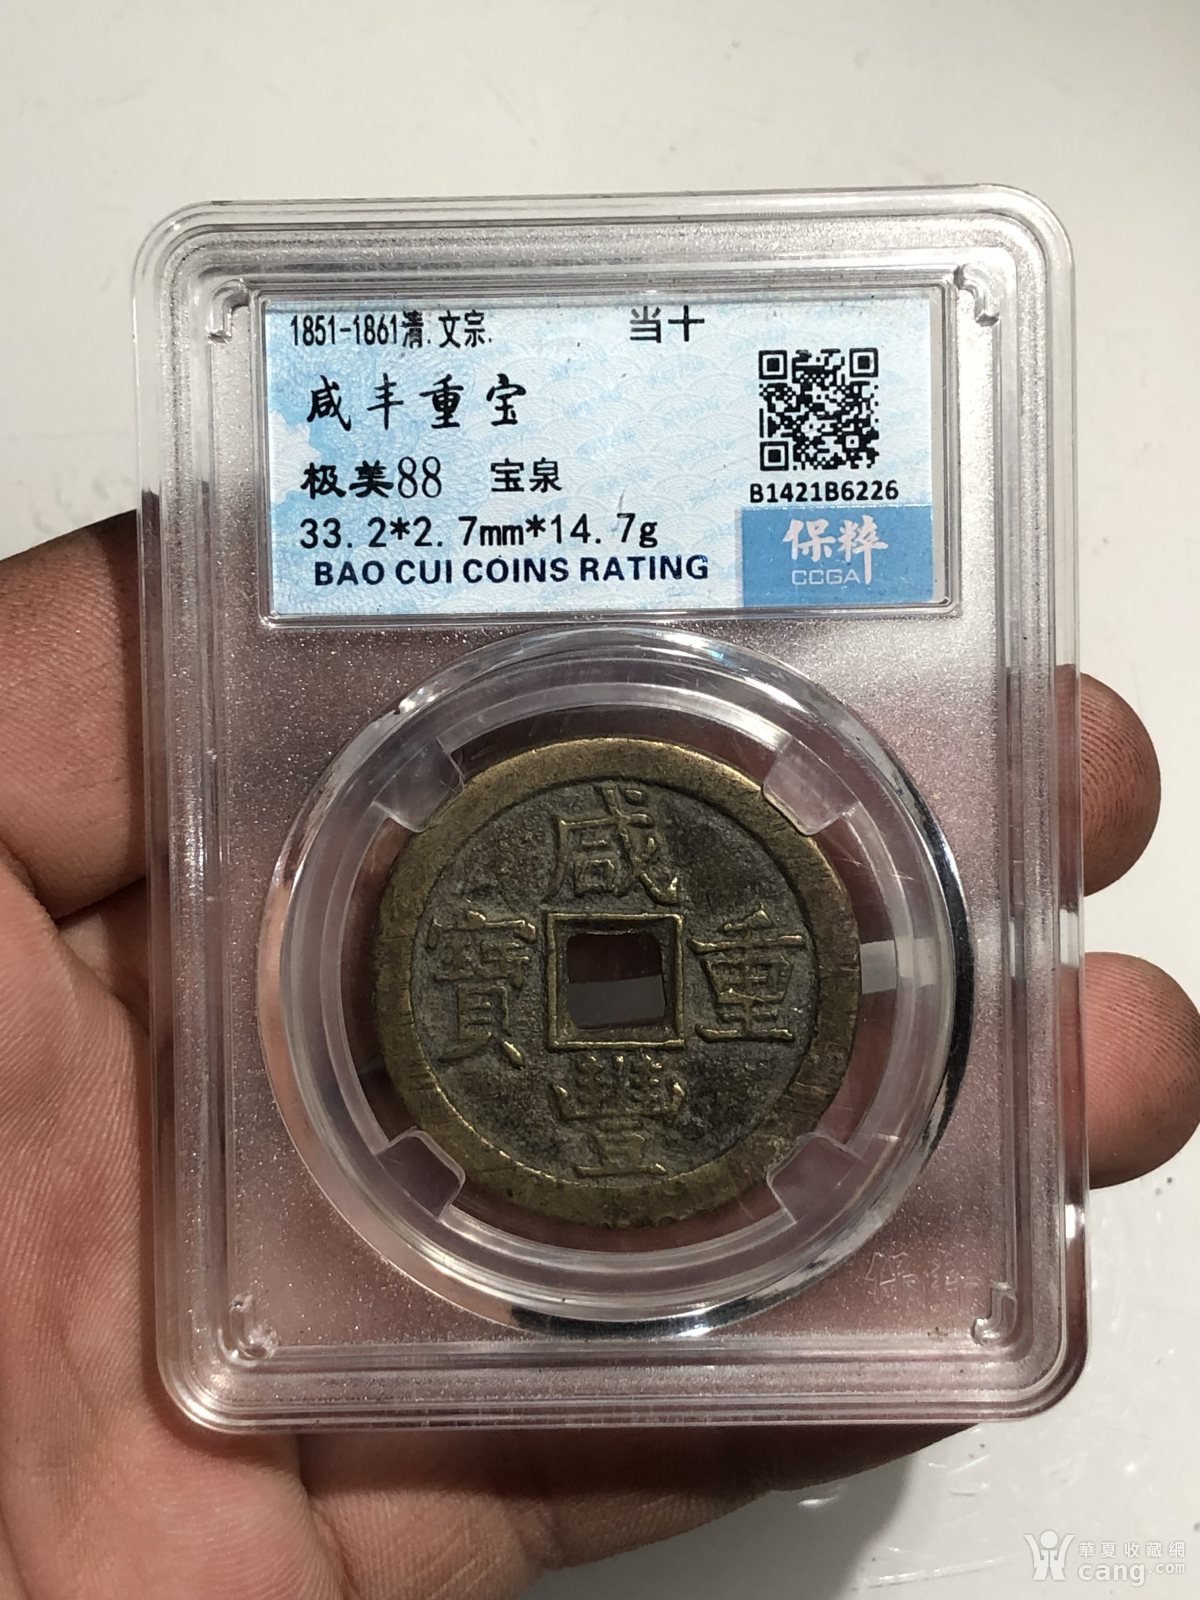 1851-1861清.文宗. 当十
咸丰重宝
极美88 宝泉
B1421B6226
33.2*2.7mm*14.7g
BAO CUI COINS RATING
保粹
CCGA
咸
寶 重
豐
華夏收藏網
cang.com